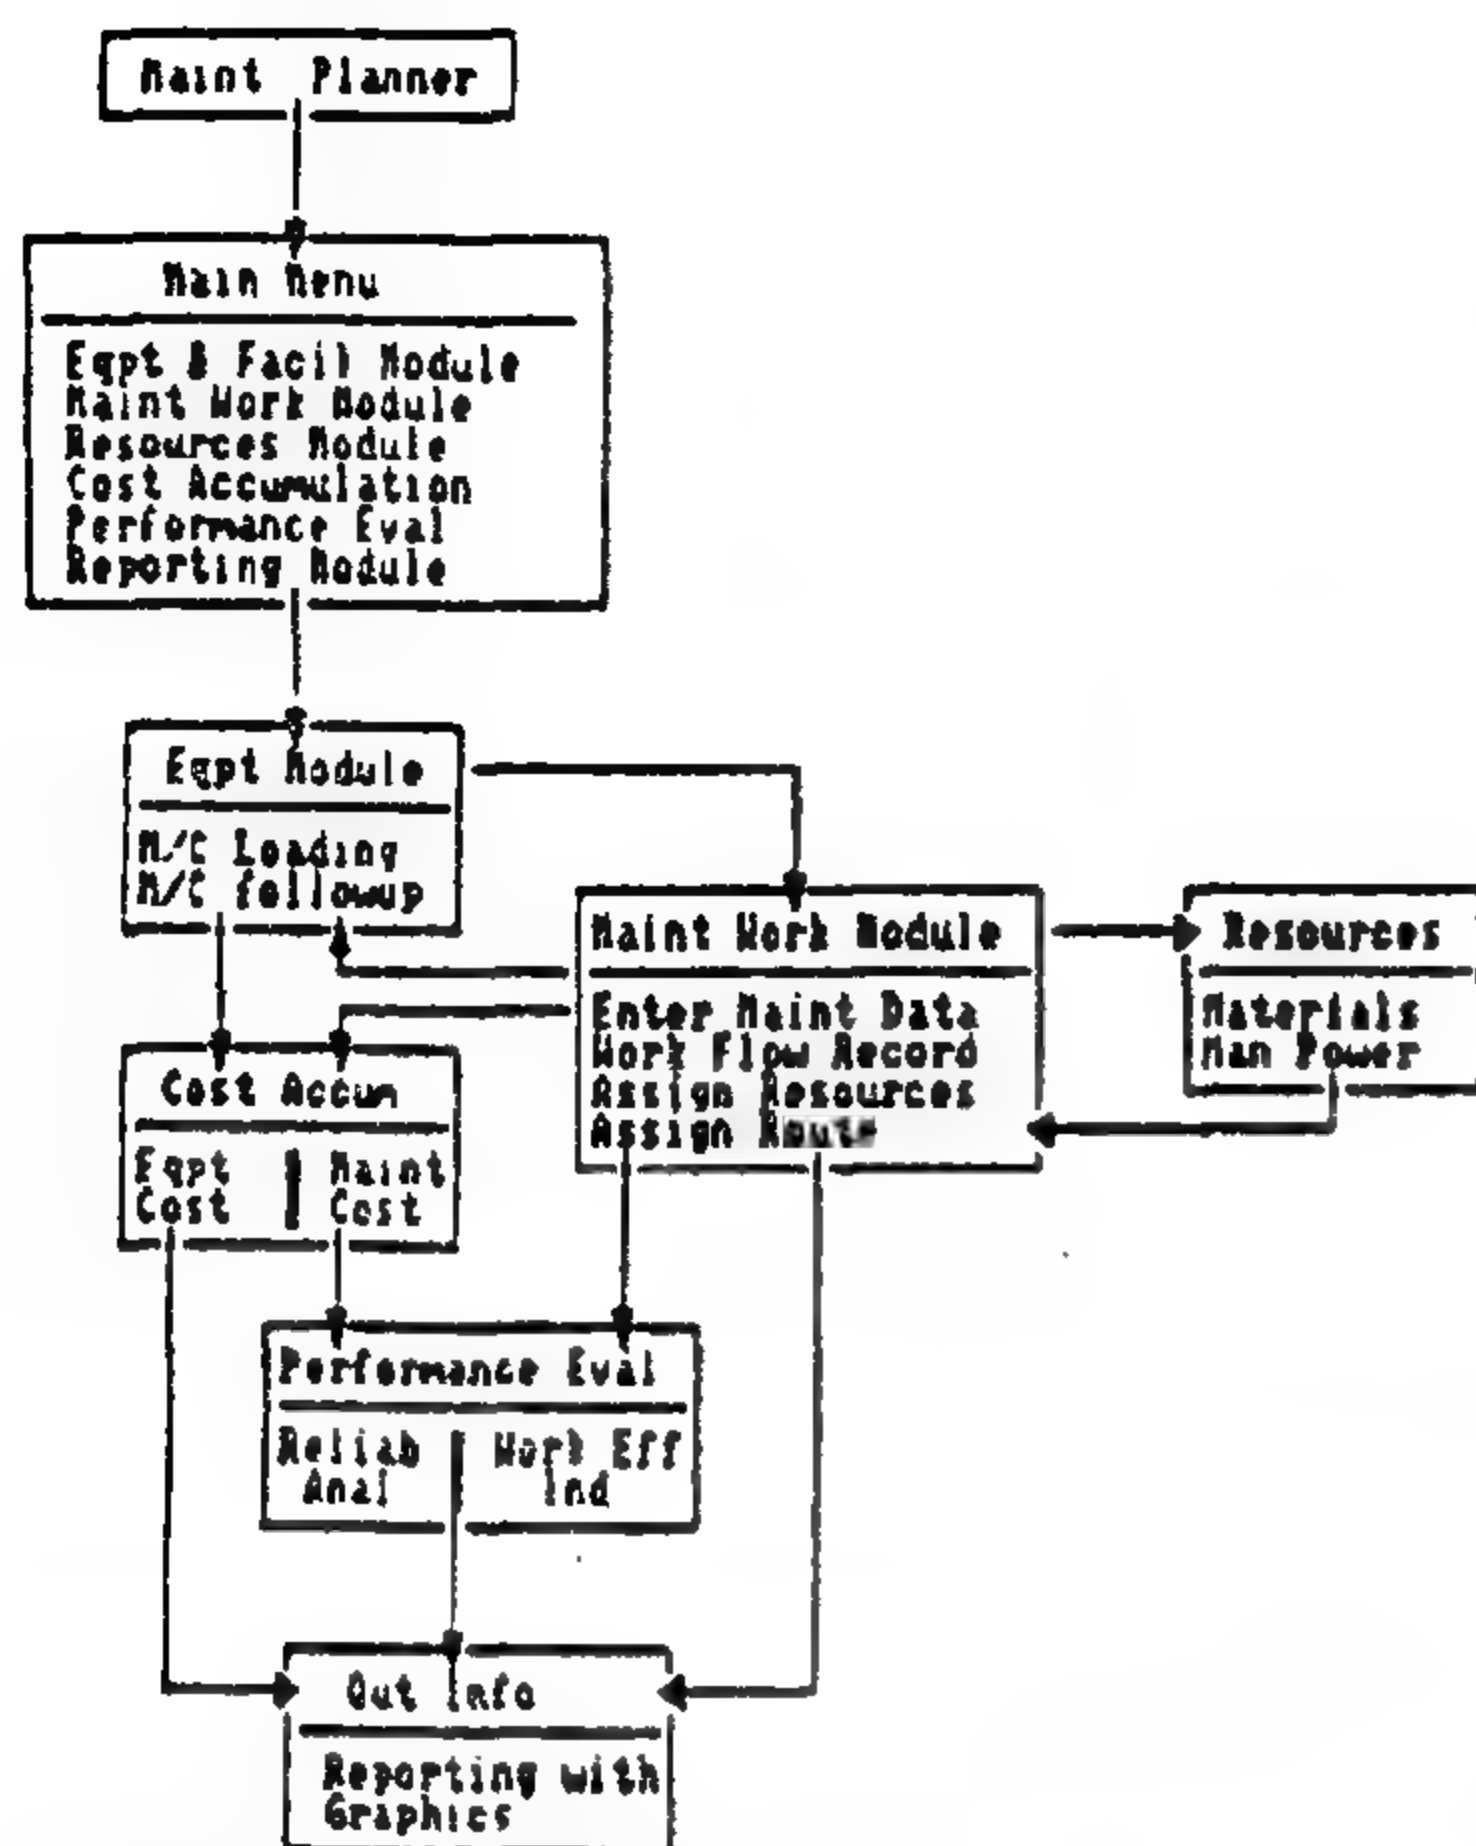 Maint Planner
Main Menu
Eqpt & Facil Module
Maint Work Module
Resources Module
Cost Accumulation
Performance Eval
Reporting Module
Eqpt Module
M/C Loading
M/C followup
Maint Work Module
Enter Maint Data
Work Flow Record
Assign Resources
Assign Route
Resources
Materials
Man Power
Cost Accum
Eqpt Maint
Cost Cost
Performance Eval
Reliab Work Eff
Anal Ind
Out Info
Reporting with
Graphics